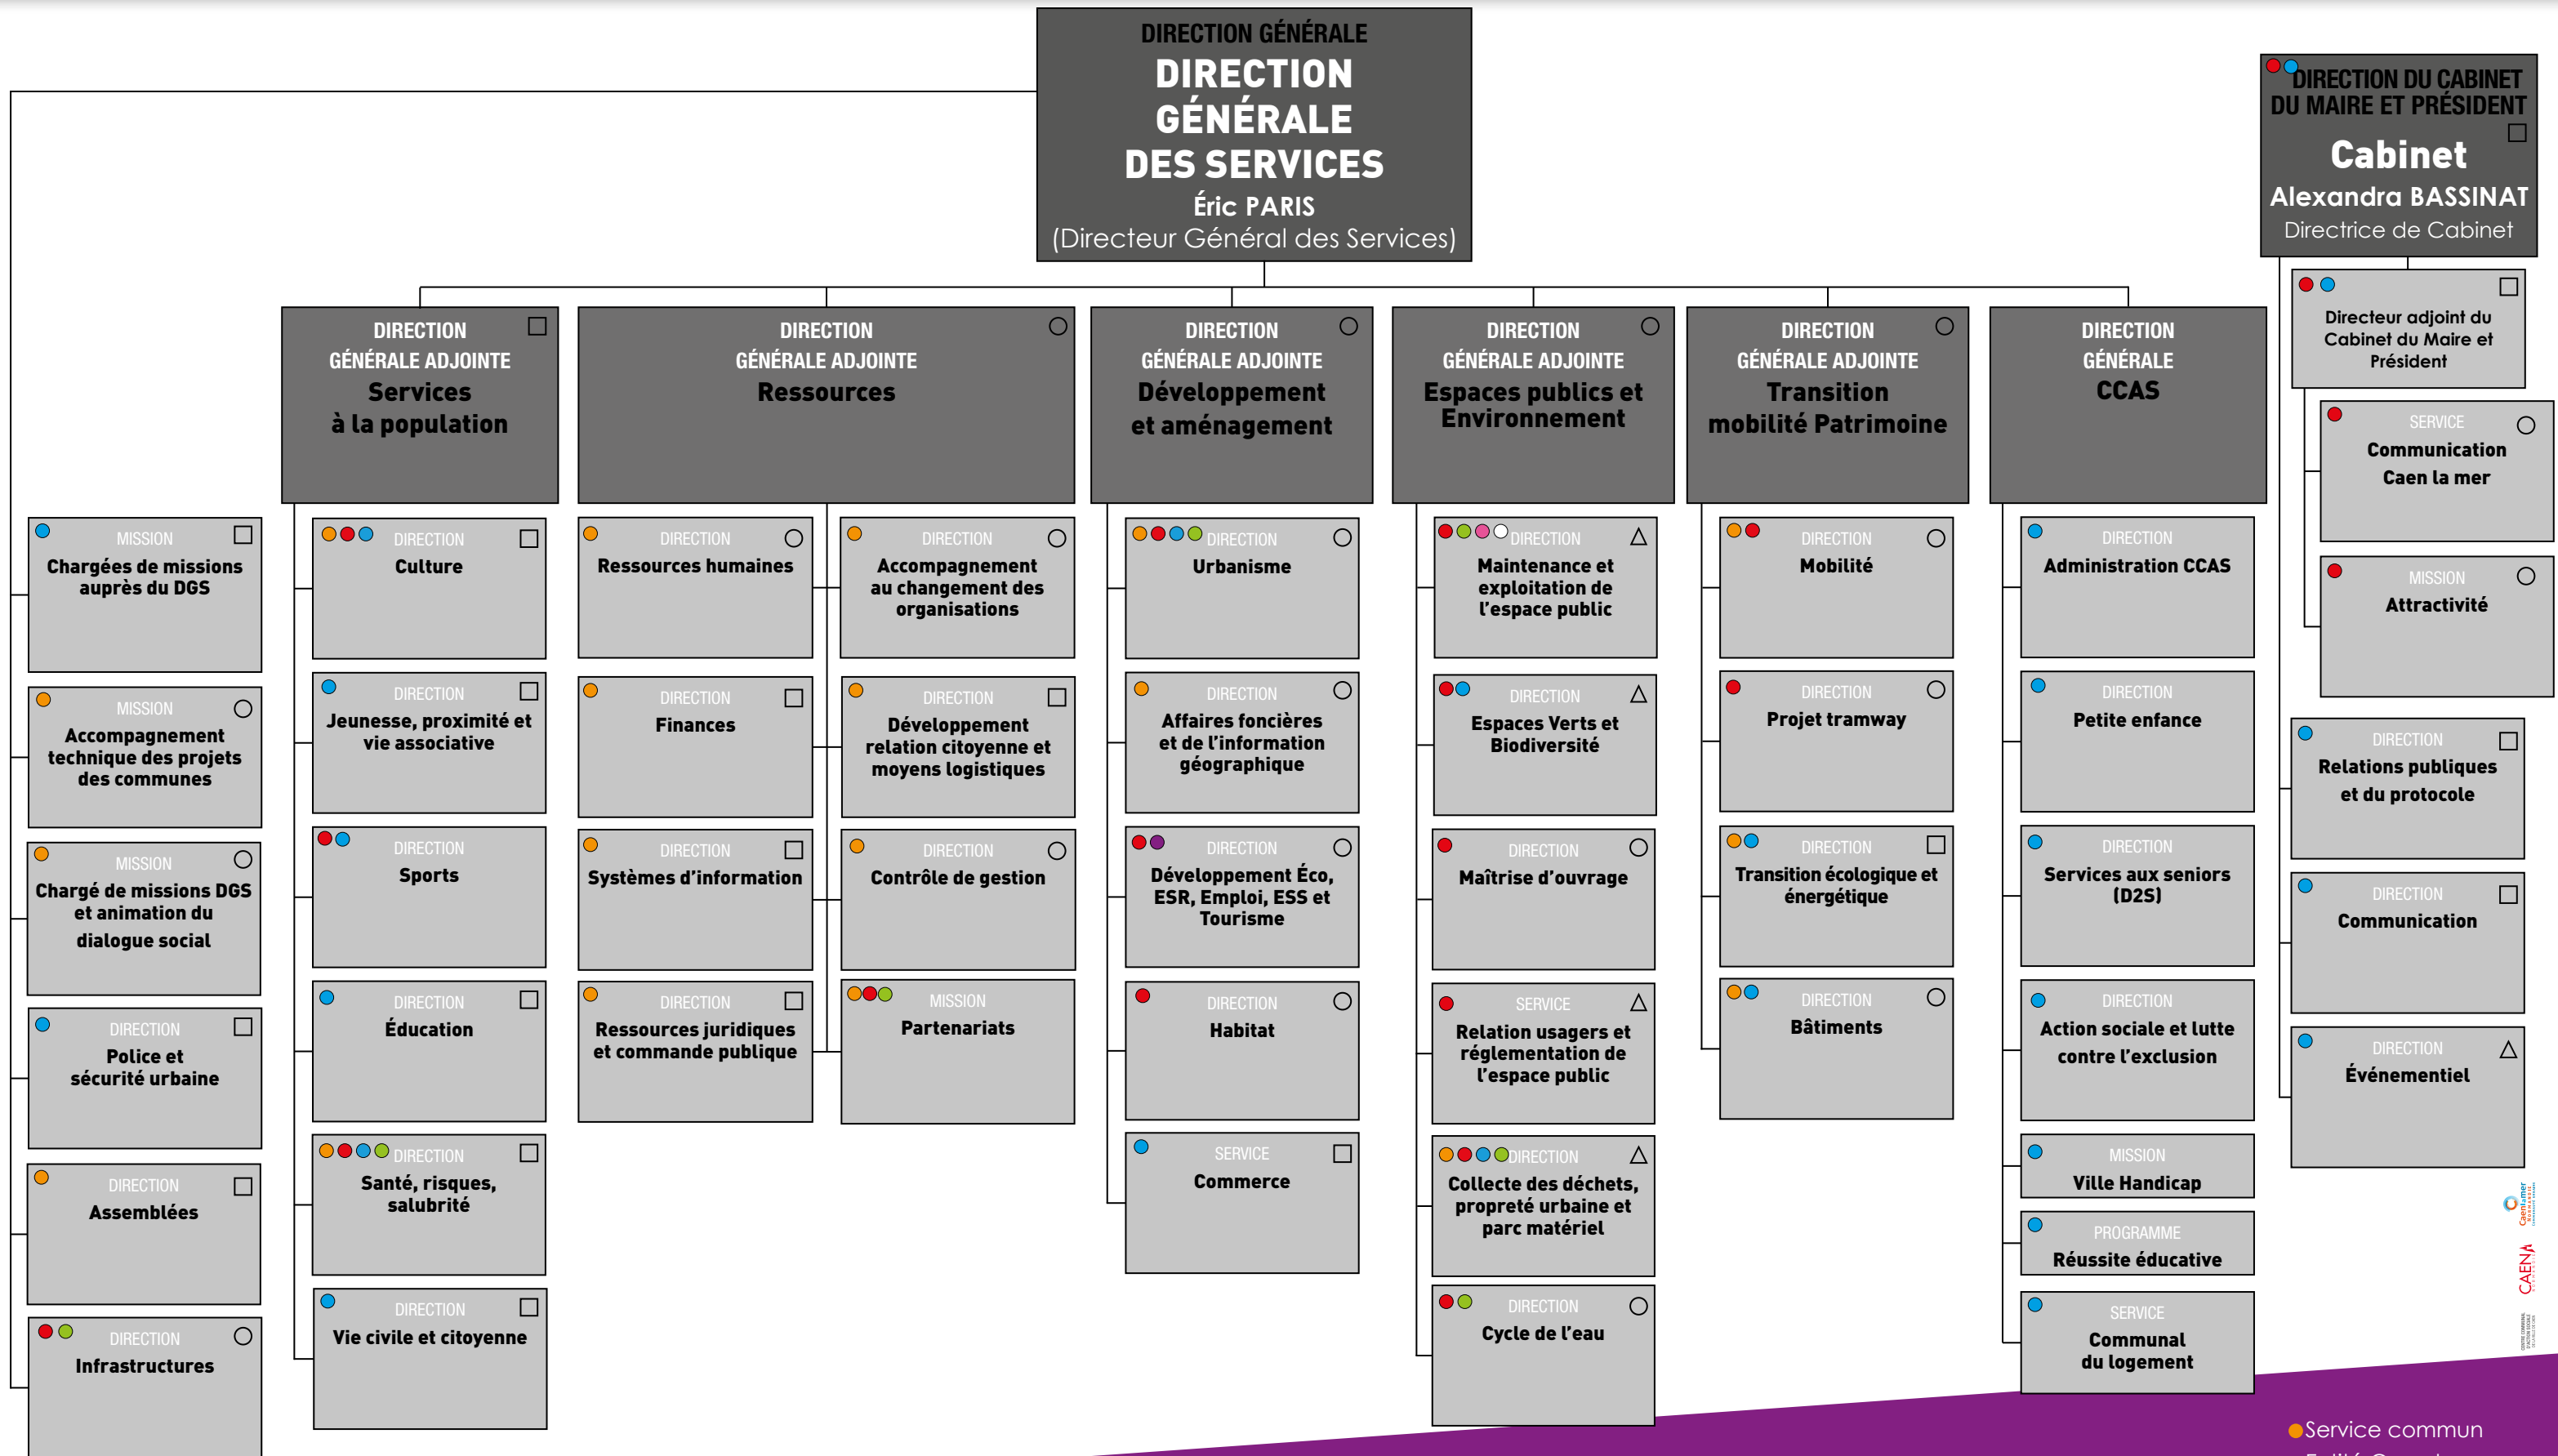 DIRECTION GÉNÉRALE
DIRECTION
GÉNÉRALE
DES SERVICES
Éric PARIS
(Directeur Général des Services)
DIRECTION DU CABINET
DU MAIRE ET PRÉSIDENT
Cabinet
Alexandra BASSINAT
Directrice de Cabinet
MISSION
Chargées de missions
auprès du DGS
MISSION
Accompagnement
technique des projets
des communes
MISSION
Chargé de missions DGS
et animation du
dialogue social
DIRECTION
Police et
sécurité urbaine
DIRECTION
Assemblées
DIRECTION
Infrastructures
DIRECTION
GÉNÉRALE ADJOINTE
Services
à la population
DIRECTION
Culture
DIRECTION
Jeunesse, proximité et
vie associative
DIRECTION
Sports
DIRECTION
Éducation
DIRECTION
Santé, risques,
salubrité
DIRECTION
Vie civile et citoyenne
DIRECTION
GÉNÉRALE ADJOINTE
Ressources
DIRECTION
Ressources humaines
DIRECTION
Finances
DIRECTION
Systèmes d'information
DIRECTION
Ressources juridiques
et commande publique
DIRECTION
Accompagnement
au changement des
organisations
DIRECTION
Développement
relation citoyenne et
moyens logistiques
DIRECTION
Contrôle de gestion
MISSION
Partenariats
DIRECTION
GÉNÉRALE ADJOINTE
Développement
et aménagement
DIRECTION
Urbanisme
DIRECTION
Affaires foncières
et de l'information
géographique
DIRECTION
Développement Éco,
ESR, Emploi, ESS et
Tourisme
DIRECTION
Habitat
SERVICE
Commerce
DIRECTION
GÉNÉRALE ADJOINTE
Espaces publics et
Environnement
DIRECTION
Maintenance et
exploitation de
l'espace public
DIRECTION
Espaces Verts et
Biodiversité
DIRECTION
Maîtrise d'ouvrage
SERVICE
Relation usagers et
réglementation de
l'espace public
DIRECTION
Collecte des déchets,
propreté urbaine et
parc matériel
DIRECTION
Cycle de l'eau
DIRECTION
GÉNÉRALE ADJOINTE
Transition
mobilité Patrimoine
DIRECTION
Mobilité
DIRECTION
Projet tramway
DIRECTION
Transition écologique et
énergétique
DIRECTION
Bâtiments
DIRECTION
GÉNÉRALE
CCAS
DIRECTION
Administration CCAS
DIRECTION
Petite enfance
DIRECTION
Services aux seniors
(D2S)
DIRECTION
Action sociale et lutte
contre l'exclusion
MISSION
Ville Handicap
PROGRAMME
Réussite éducative
SERVICE
Communal
du logement
Directeur adjoint du
Cabinet du Maire et
Président
SERVICE
Communication
Caen la mer
MISSION
Attractivité
DIRECTION
Relations publiques
et du protocole
DIRECTION
Communication
DIRECTION
Événementiel
Caenlamer
CAEN
Service commun